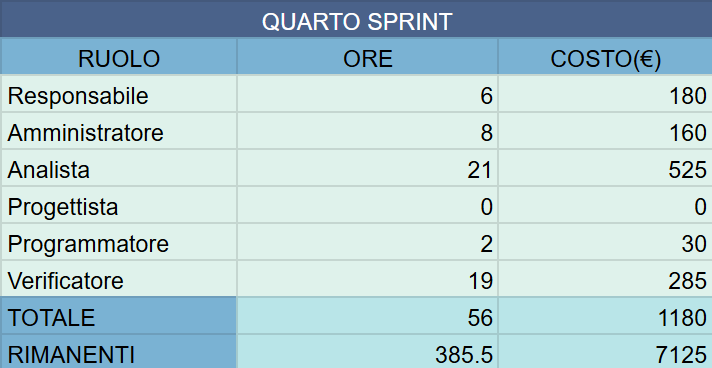 QUARTO SPRINT
RUOLO ORE COSTO(€)
Responsabile 6 180
Amministratore 8 160
Analista 21 525
Progettista 0 0
Programmatore 2 30
Verificatore 19 285
TOTALE 56 1180
RIMANENTI 385.5 7125